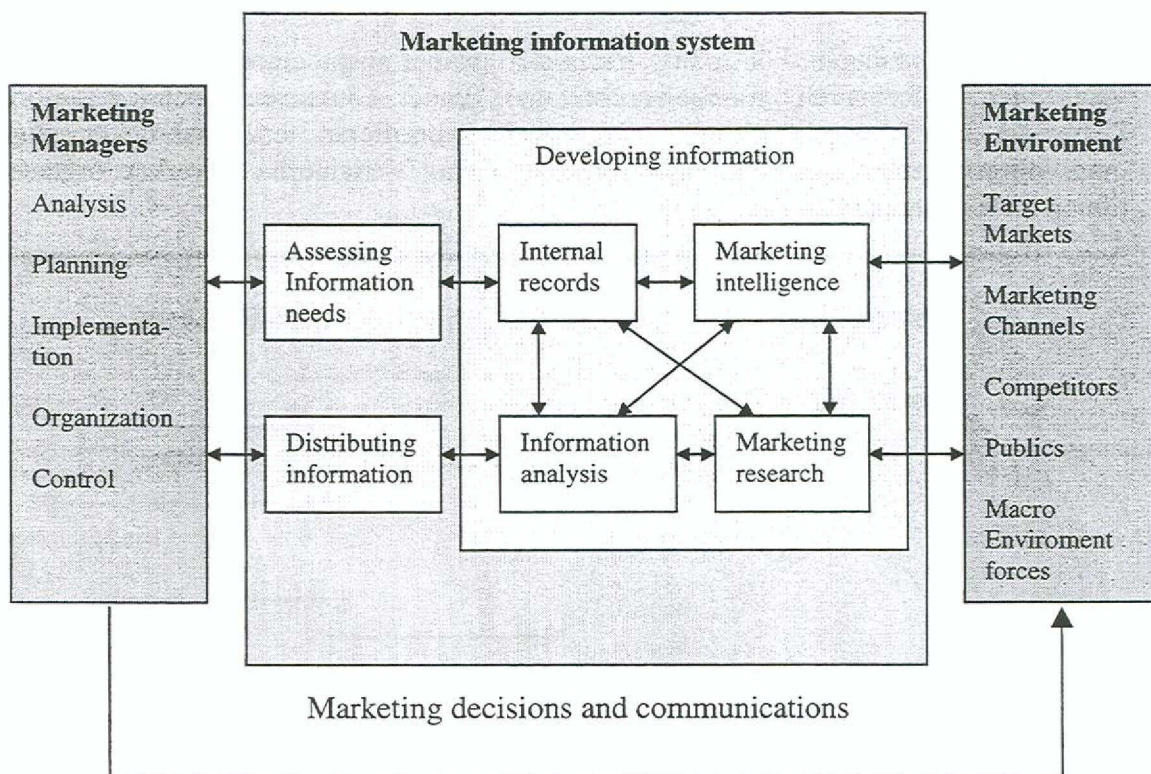 Marketing information system
Marketing
Managers
Analysis
Planning
Implementa-
tion
Organization
Control
Developing information
Assessing
Information
needs
Internal
records
Marketing
intelligence
Distributing
information
Information
analysis
Marketing
research
Marketing
Enviroment
Target
Markets
Marketing
Channels
Competitors
Publics
Macro
Enviroment
forces
Marketing decisions and communications